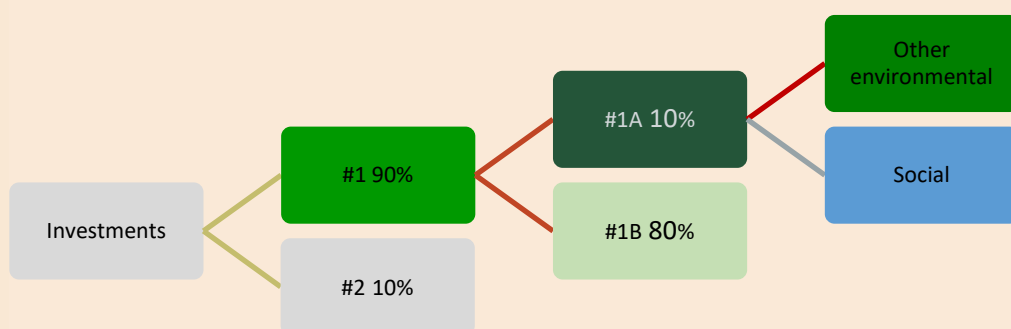 Other
environmental
#1A 10%
#1 90%
Social
Investments
#1B 80%
#2 10%